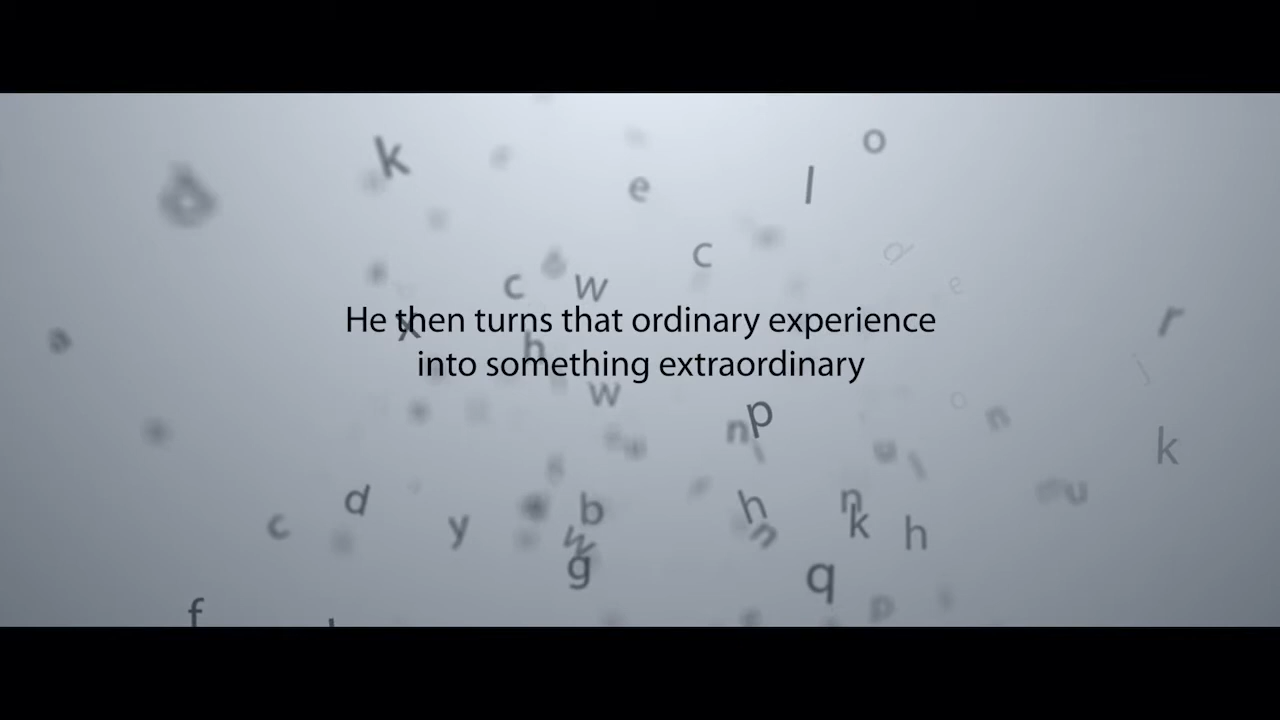 He then turns that ordinary experience
into something extraordinary